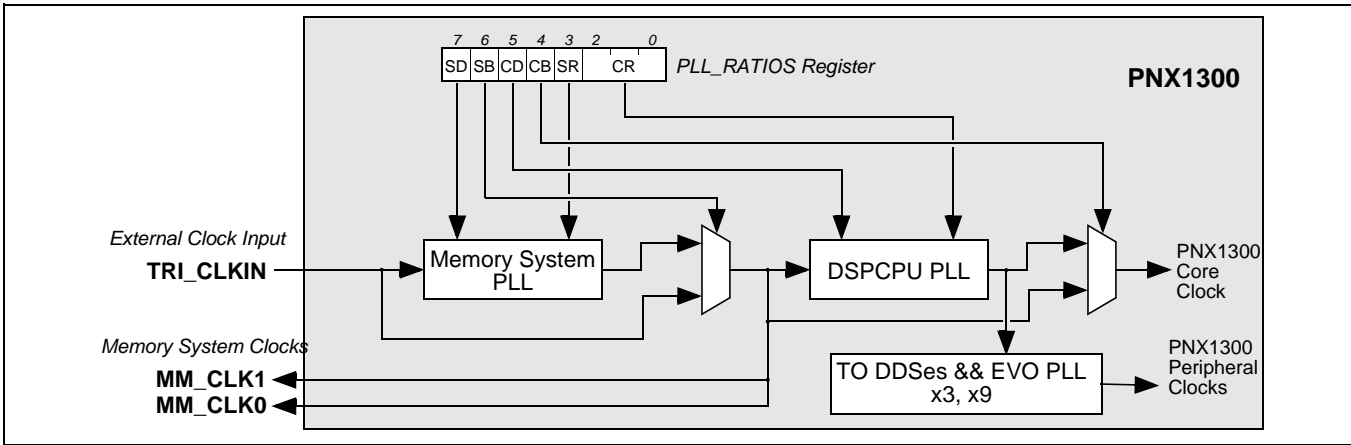 7 6 5 4 3 2 0
SD SB CD CB SR CR
PLL_RATIOS Register
PNX1300
External Clock Input
TRI_CLKIN
Memory System
PLL
DSPCPU PLL
PNX1300
Core
Clock
Memory System Clocks
MM_CLK1
MM_CLK0
TO DDSes && EVO PLL
x3, x9
PNX1300
Peripheral
Clocks